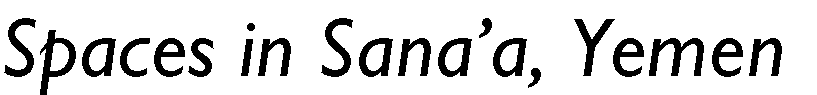 Spaces in Sana’a, Yemen